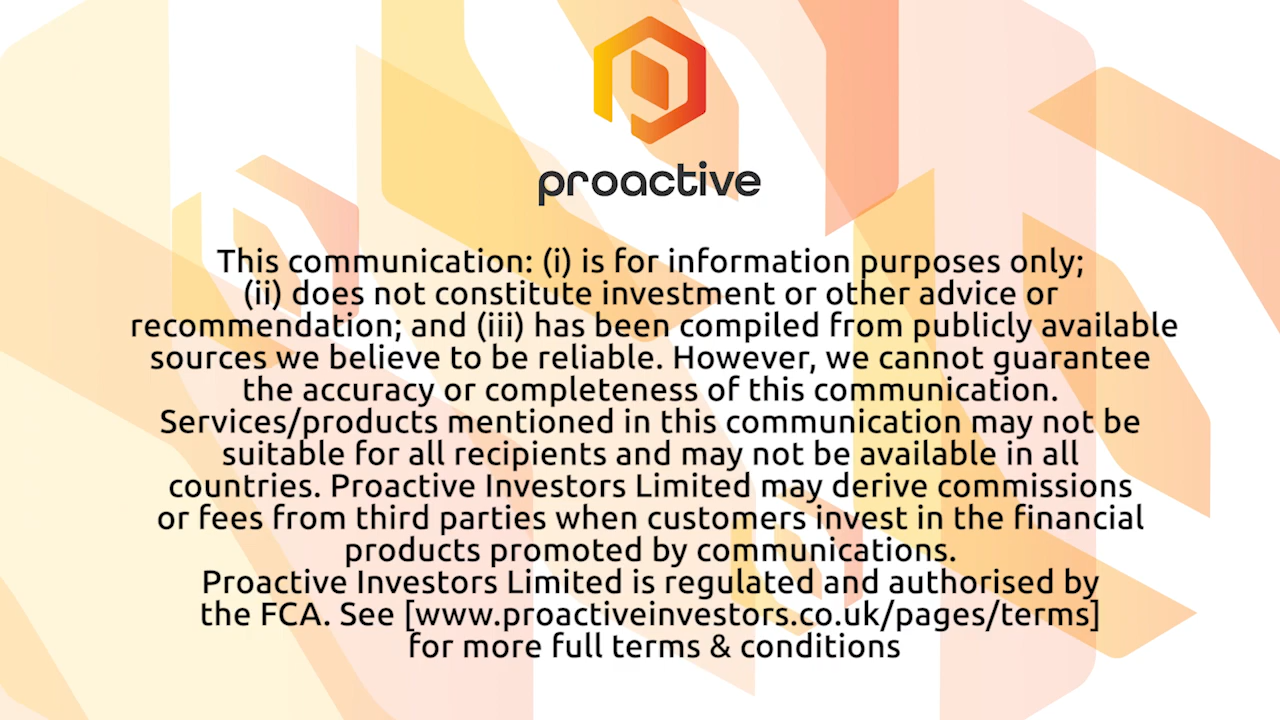 proactive
This communication: (i) is for information purposes only;
(ii) does not constitute investment or other advice or
recommendation; and (iii) has been compiled from publicly available
sources we believe to be reliable. However, we cannot guarantee
the accuracy or completeness of this communication.
Services/products mentioned in this communication may not be
suitable for all recipients and may not be available in all
countries. Proactive Investors Limited may derive commissions
or fees from third parties when customers invest in the financial
products promoted by communications.
Proactive Investors Limited is regulated and authorised by
the FCA. See [www.proactiveinvestors.co.uk/pages/terms]
for more full terms & conditions